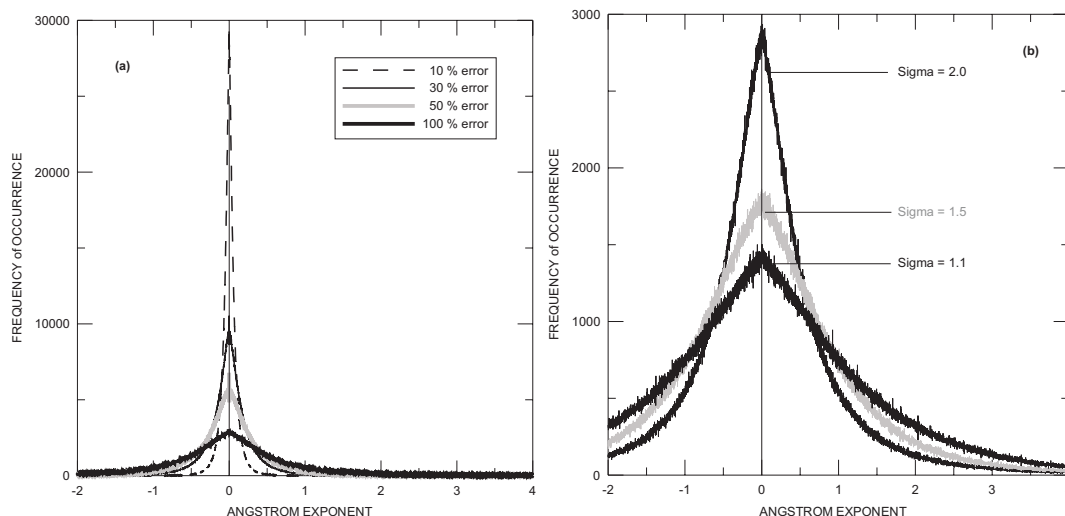 (a)
10 % error
30 % error
50 % error
100 % error
FREQUENCY of OCCURRENCE
30000
20000
10000
0
-2 -1 0 1 2 3 4
ANGSTROM EXPONENT
(b)
Sigma = 2.0
Sigma = 1.5
Sigma = 1.1
FREQUENCY of OCCURRENCE
3000
2000
1000
0
-2 -1 0 1 2 3
ANGSTROM EXPONENT